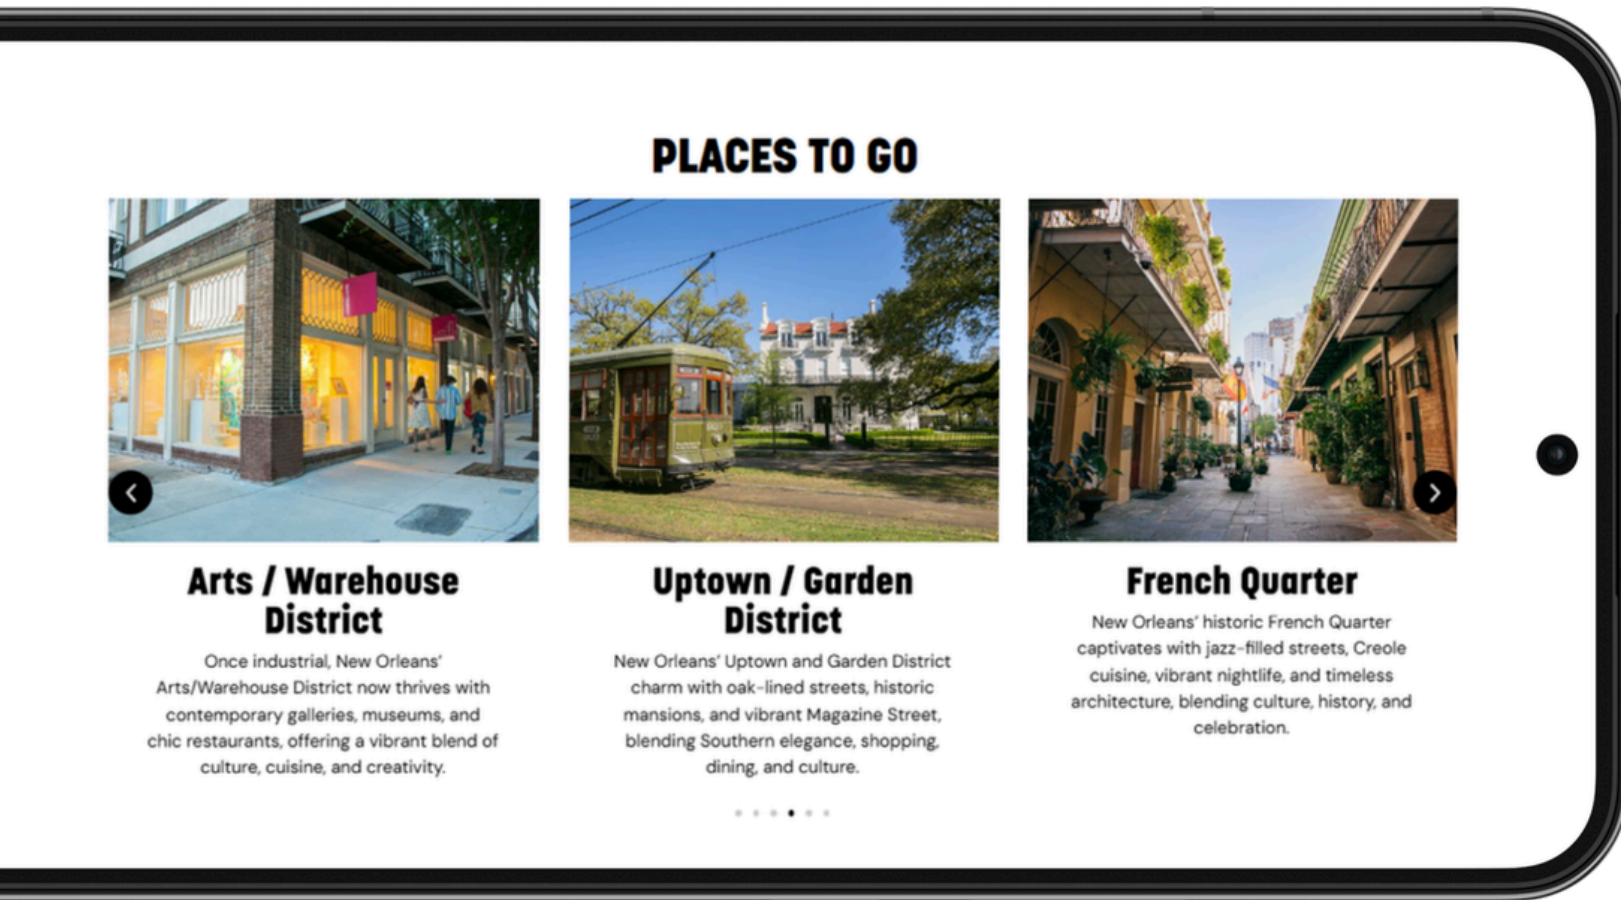 PLACES TO GO
Arts / Warehouse
District
Once industrial, New Orleans'
Arts/Warehouse District now thrives with
contemporary galleries, museums, and
chic restaurants, offering a vibrant blend of
culture, cuisine, and creativity.
Uptown / Garden
District
New Orleans' Uptown and Garden District
charm with oak-lined streets, historic
mansions, and vibrant Magazine Street,
blending Southern elegance, shopping,
dining, and culture.
French Quarter
New Orleans' historic French Quarter
captivates with jazz-filled streets, Creole
cuisine, vibrant nightlife, and timeless
architecture, blending culture, history, and
celebration.